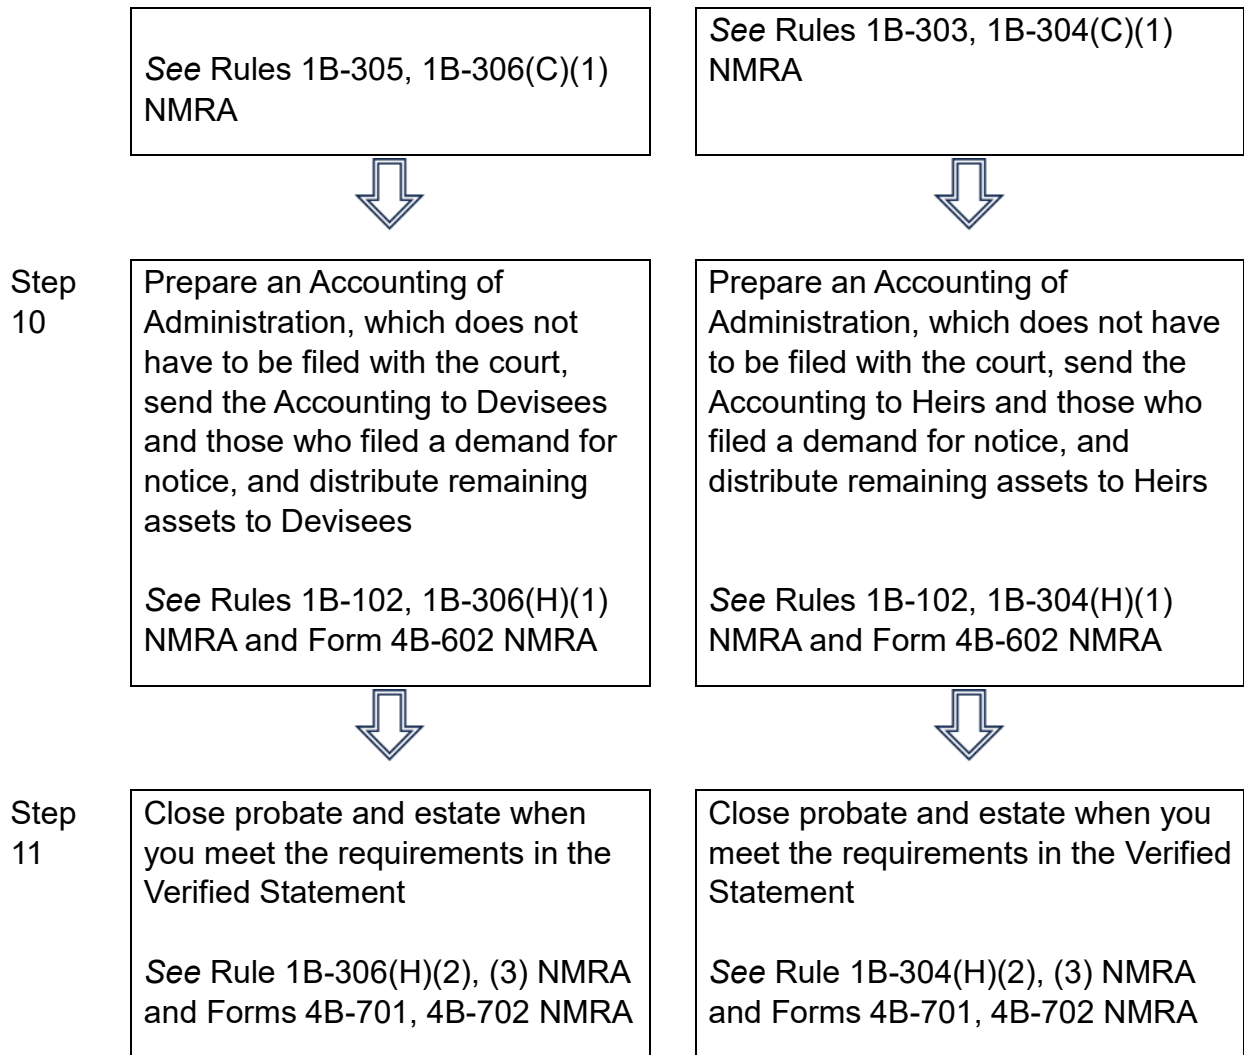 See Rules 1B-305, 1B-306(C)(1)
NMRA
See Rules 1B-303, 1B-304(C)(1)
NMRA
Step
10
Prepare an Accounting of
Administration, which does not
have to be filed with the court,
send the Accounting to Devisees
and those who filed a demand for
notice, and distribute remaining
assets to Devisees
See Rules 1B-102, 1B-306(H)(1)
NMRA and Form 4B-602 NMRA
Prepare an Accounting of
Administration, which does not have
to be filed with the court, send the
Accounting to Heirs and those who
filed a demand for notice, and
distribute remaining assets to Heirs
See Rules 1B-102, 1B-304(H)(1)
NMRA and Form 4B-602 NMRA
Step
11
Close probate and estate when
you meet the requirements in the
Verified Statement
See Rule 1B-306(H)(2), (3) NMRA
and Forms 4B-701, 4B-702 NMRA
Close probate and estate when you
meet the requirements in the Verified
Statement
See Rule 1B-304(H)(2), (3) NMRA
and Forms 4B-701, 4B-702 NMRA